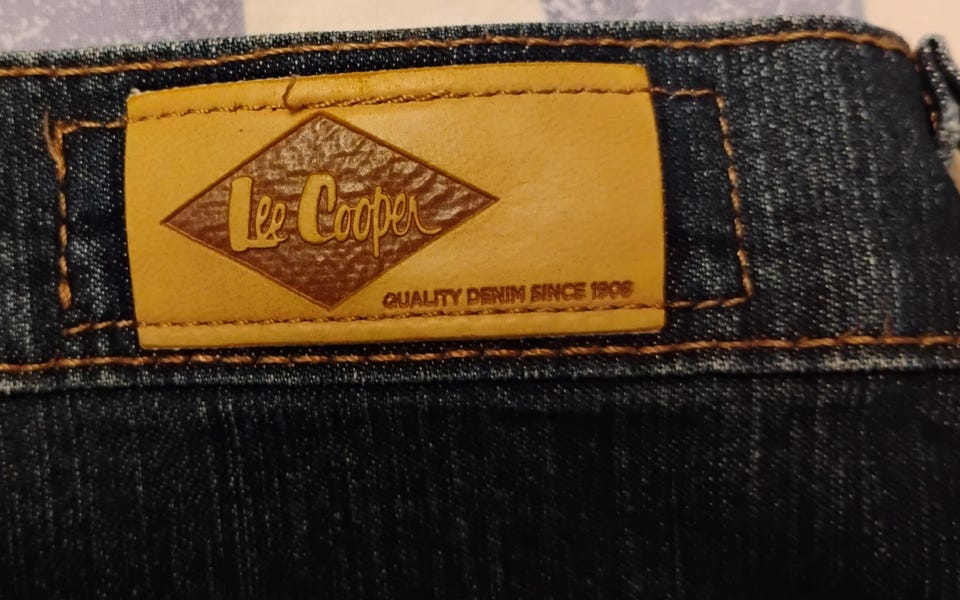 Lee Cooper
QUALITY DENIM SINCE 1908